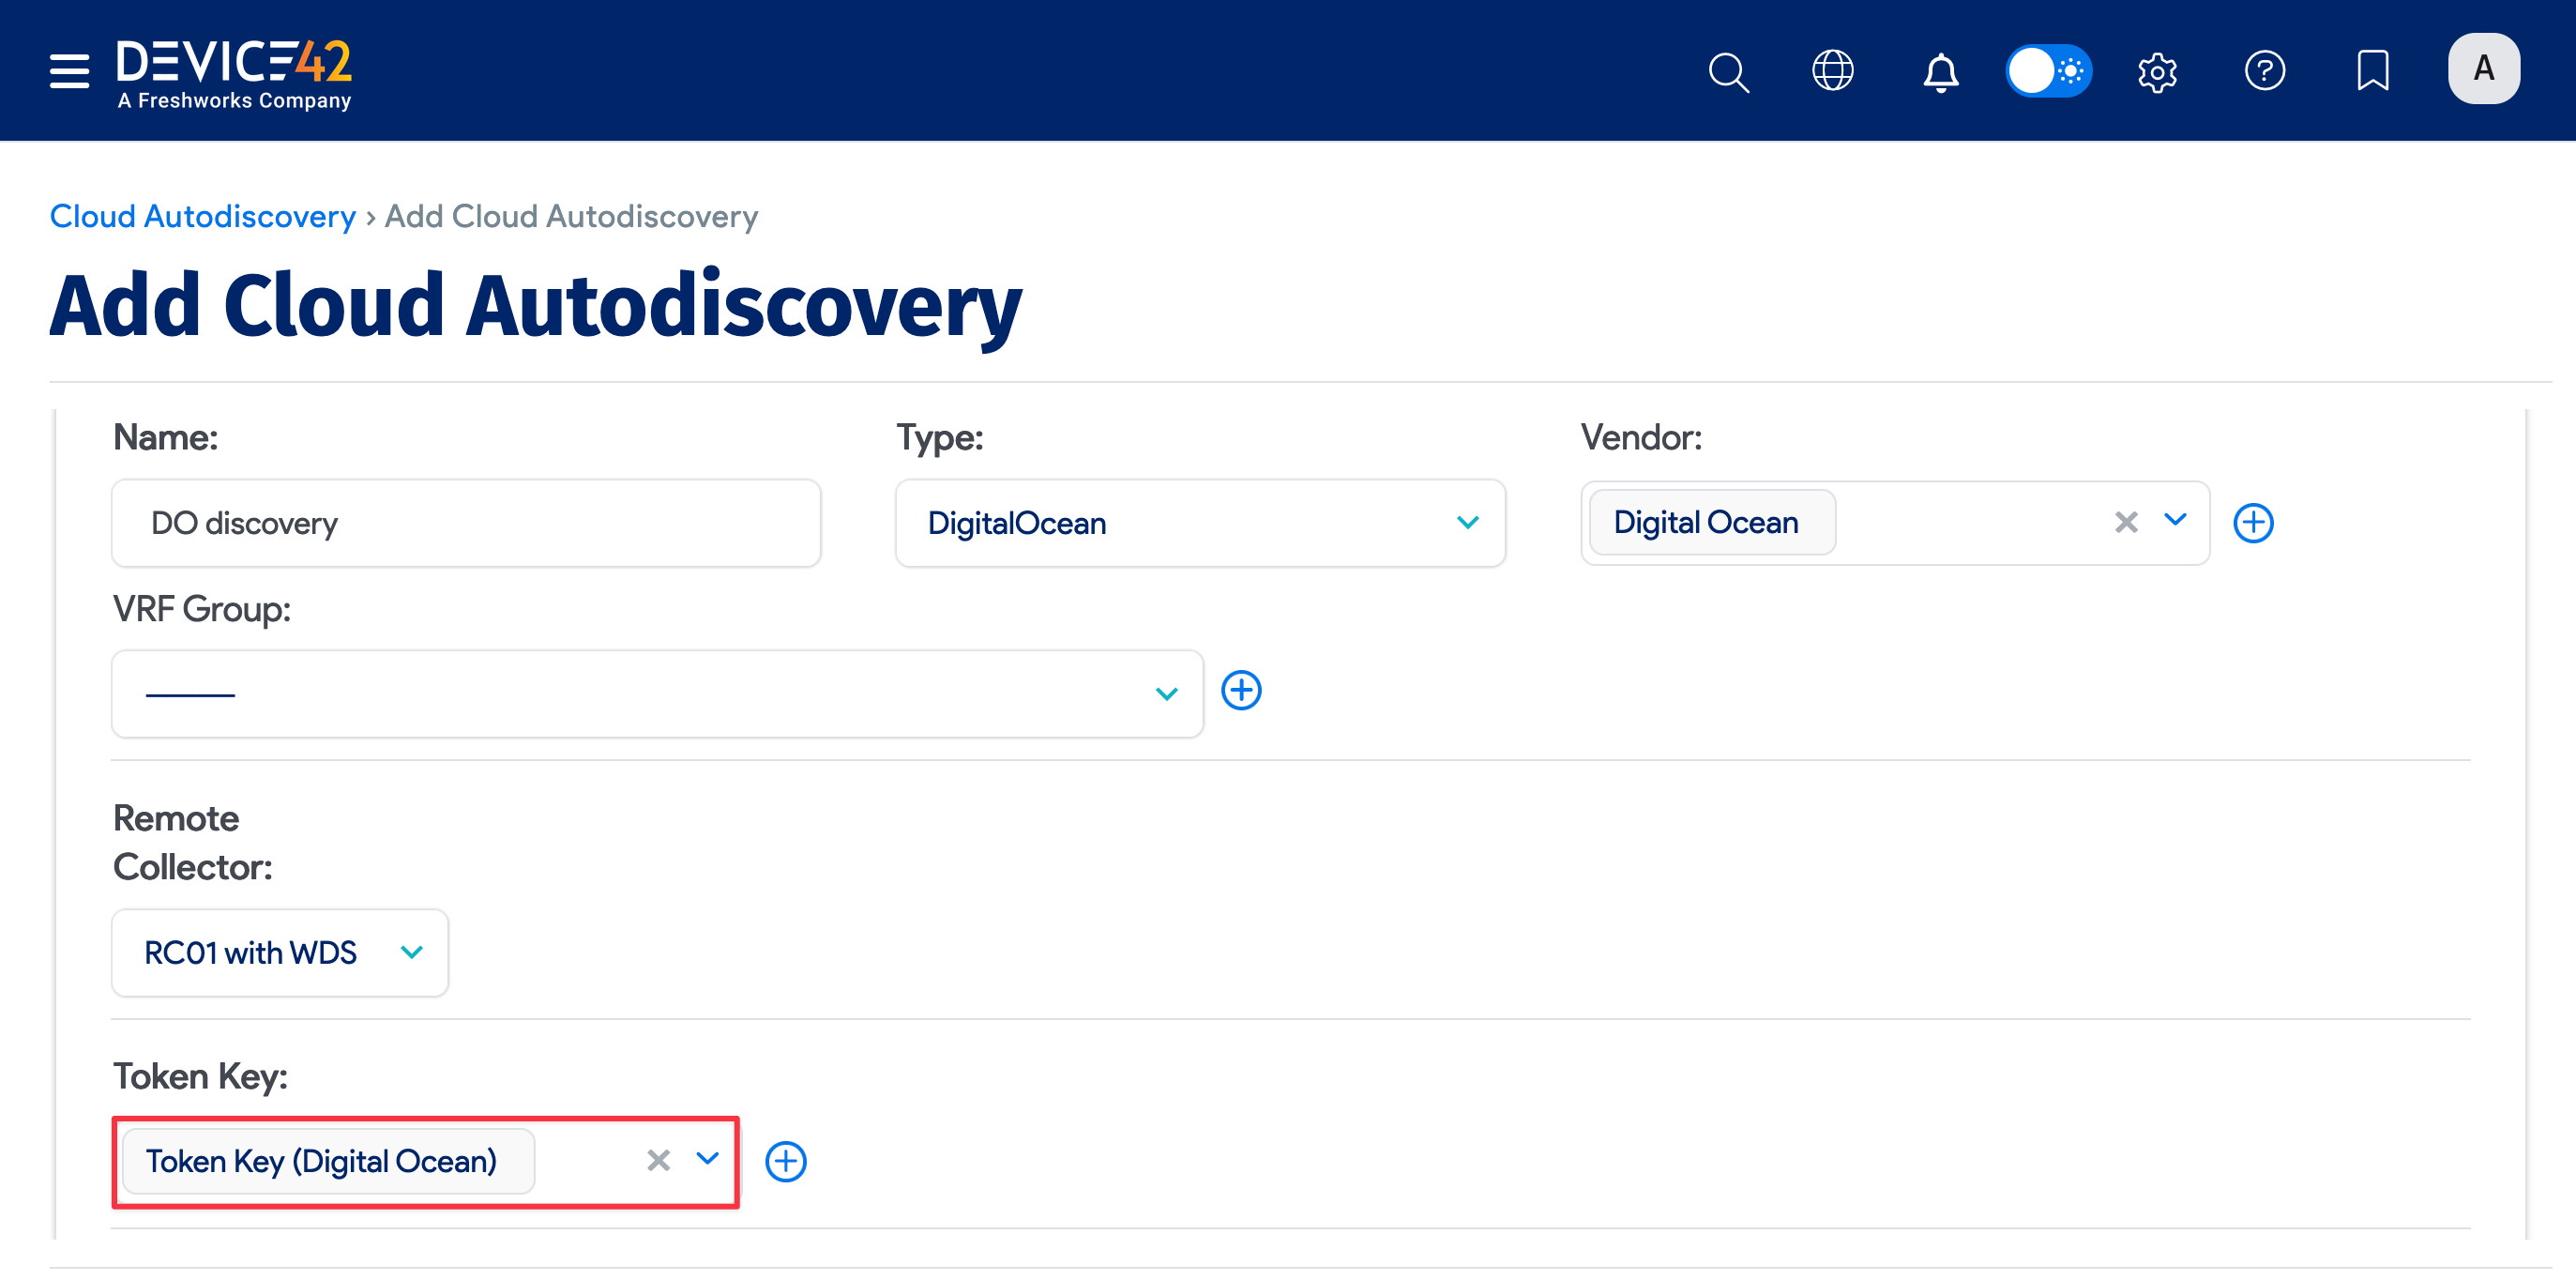 DEVICE42
A Freshworks Company
A
Cloud Autodiscovery › Add Cloud Autodiscovery
Add Cloud Autodiscovery
Name: Type: Vendor:
DO discovery DigitalOcean Digital Ocean
VRF Group:
---------
Remote
Collector:
RC01 with WDS
Token Key:
Token Key (Digital Ocean)